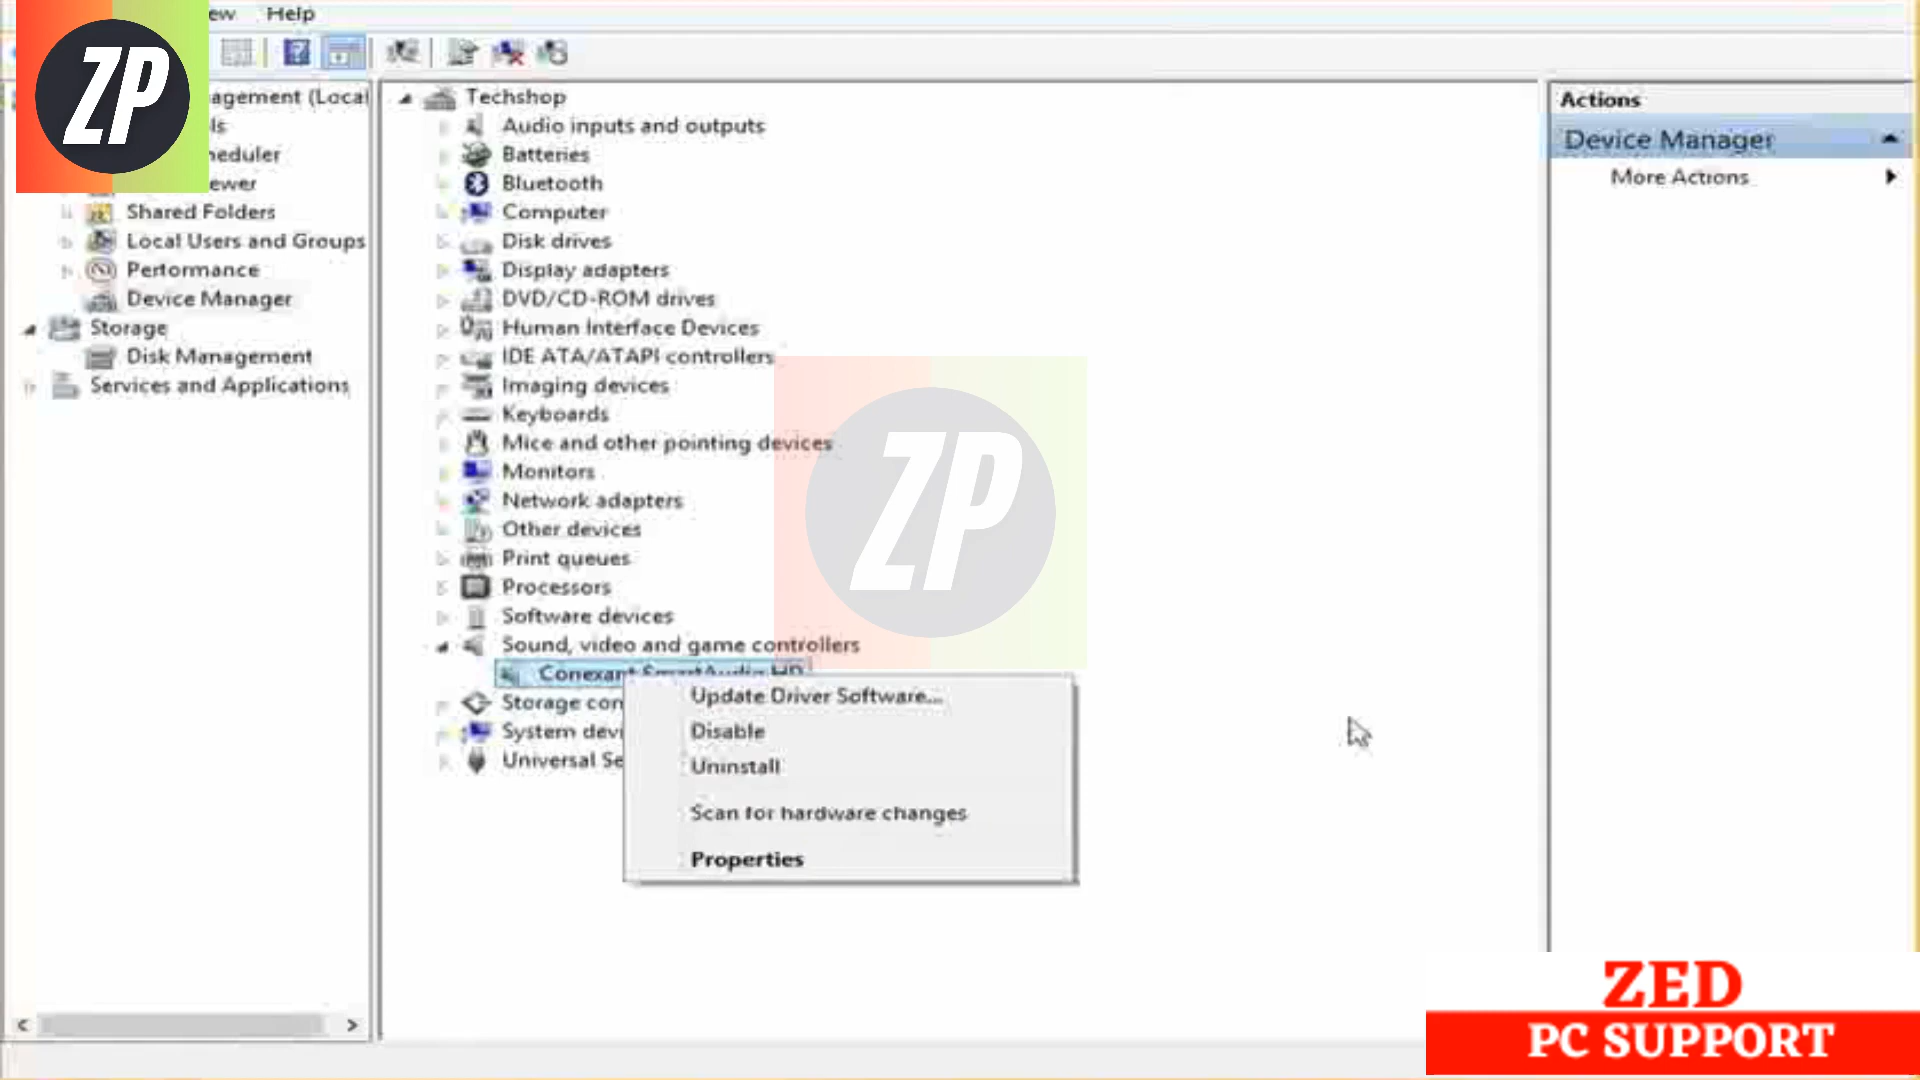 ew Help
ZP
agement (Local
ls
heduler
ewer
Shared Folders
Local Users and Groups
Performance
Device Manager
Storage
Disk Management
Services and Applications
Techshop
Audio inputs and outputs
Batteries
Bluetooth
Computer
Disk drives
Display adapters
DVD/CD-ROM drives
Human Interface Devices
IDE ATA/ATAPI controllers
Imaging devices
Keyboards
Mice and other pointing devices
Monitors
Network adapters
Other devices
Print queues
Processors
Software devices
Sound, video and game controllers
Conexant SmartAudio HD
Storage con
System devi
Universal Se
Update Driver Software...
Disable
Uninstall
Scan for hardware changes
Properties
ZP
Actions
Device Manager
More Actions
ZED
PC SUPPORT